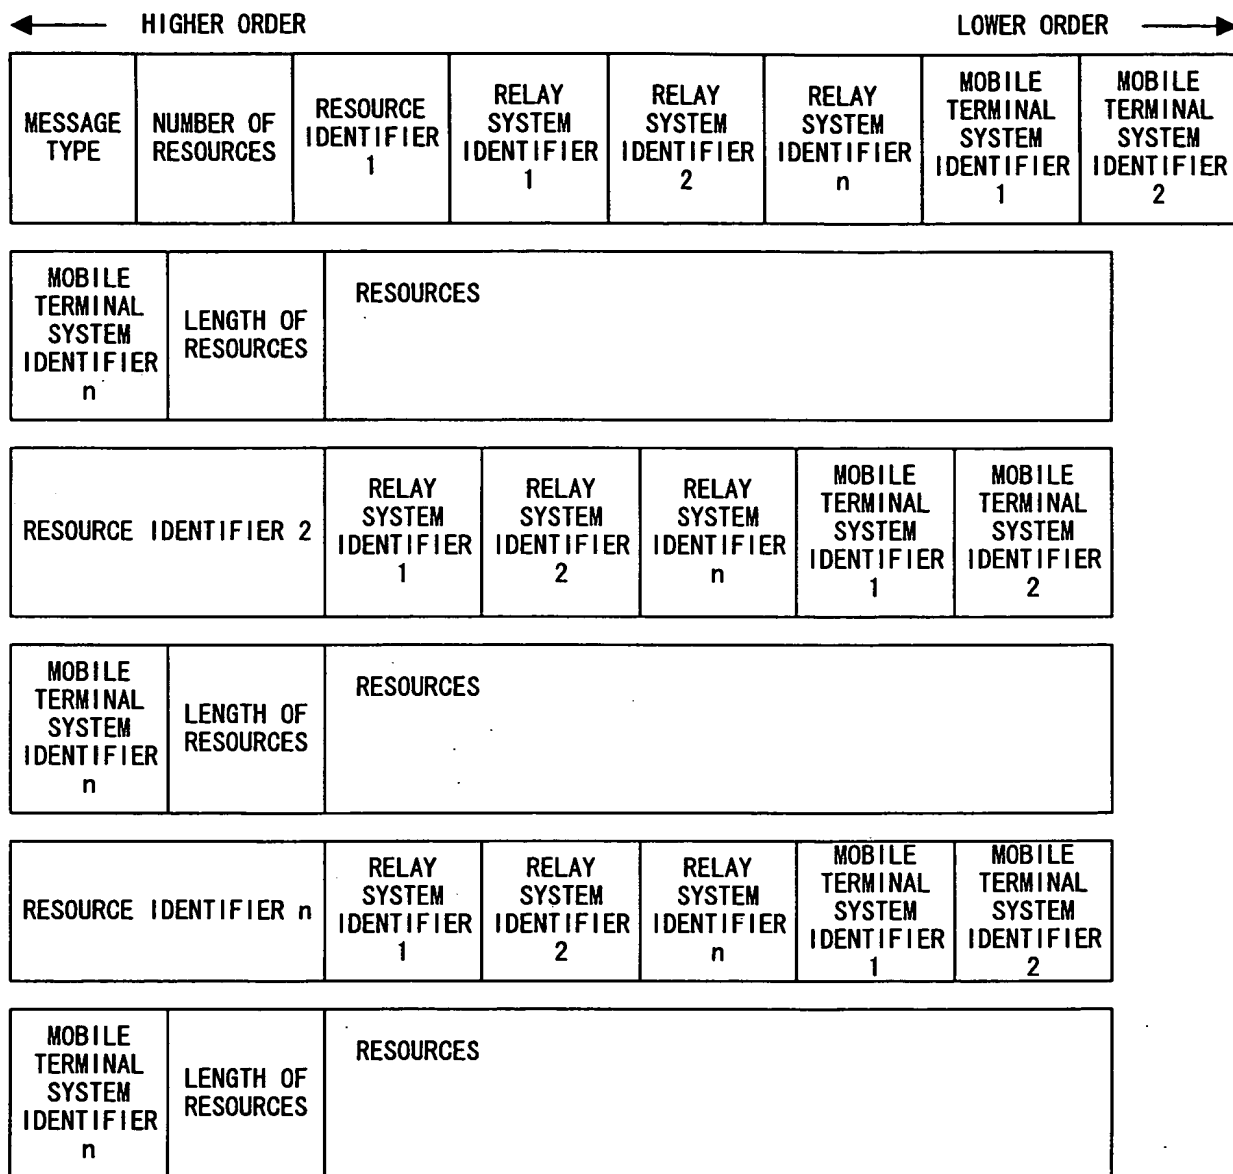 HIGHER ORDER
LOWER ORDER
MESSAGE
TYPE
NUMBER OF
RESOURCES
RESOURCE
IDENTIFIER
1
RELAY
SYSTEM
IDENTIFIER
1
RELAY
SYSTEM
IDENTIFIER
2
RELAY
SYSTEM
IDENTIFIER
n
MOBILE
TERMINAL
SYSTEM
IDENTIFIER
1
MOBILE
TERMINAL
SYSTEM
IDENTIFIER
2
MOBILE
TERMINAL
SYSTEM
IDENTIFIER
n
LENGTH OF
RESOURCES
RESOURCES
RESOURCE IDENTIFIER 2
RELAY
SYSTEM
IDENTIFIER
1
RELAY
SYSTEM
IDENTIFIER
2
RELAY
SYSTEM
IDENTIFIER
n
MOBILE
TERMINAL
SYSTEM
IDENTIFIER
1
MOBILE
TERMINAL
SYSTEM
IDENTIFIER
2
MOBILE
TERMINAL
SYSTEM
IDENTIFIER
n
LENGTH OF
RESOURCES
RESOURCES
RESOURCE IDENTIFIER n
RELAY
SYSTEM
IDENTIFIER
1
RELAY
SYSTEM
IDENTIFIER
2
RELAY
SYSTEM
IDENTIFIER
n
MOBILE
TERMINAL
SYSTEM
IDENTIFIER
1
MOBILE
TERMINAL
SYSTEM
IDENTIFIER
2
MOBILE
TERMINAL
SYSTEM
IDENTIFIER
n
LENGTH OF
RESOURCES
RESOURCES